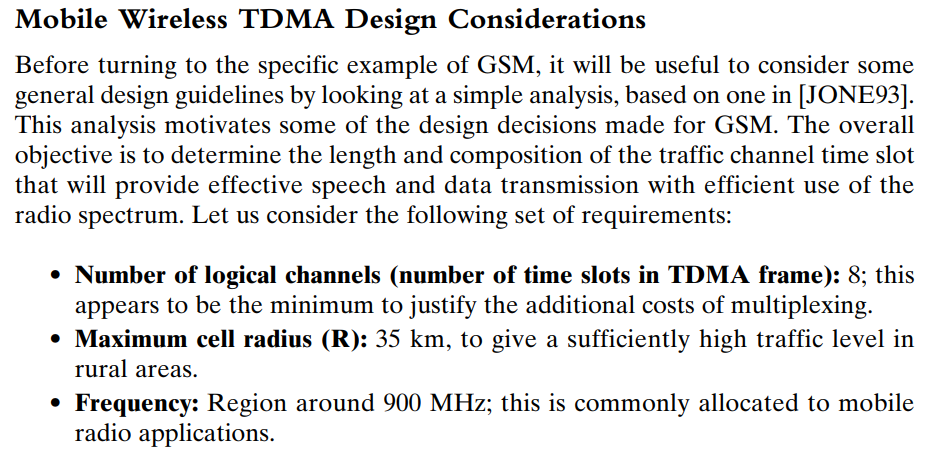 Mobile Wireless TDMA Design Considerations
Before turning to the specific example of GSM, it will be useful to consider some
general design guidelines by looking at a simple analysis, based on one in [JONE93].
This analysis motivates some of the design decisions made for GSM. The overall
objective is to determine the length and composition of the traffic channel time slot
that will provide effective speech and data transmission with efficient use of the
radio spectrum. Let us consider the following set of requirements:
• Number of logical channels (number of time slots in TDMA frame): 8; this
appears to be the minimum to justify the additional costs of multiplexing.
• Maximum cell radius (R): 35 km, to give a sufficiently high traffic level in
rural areas.
• Frequency: Region around 900 MHz; this is commonly allocated to mobile
radio applications.